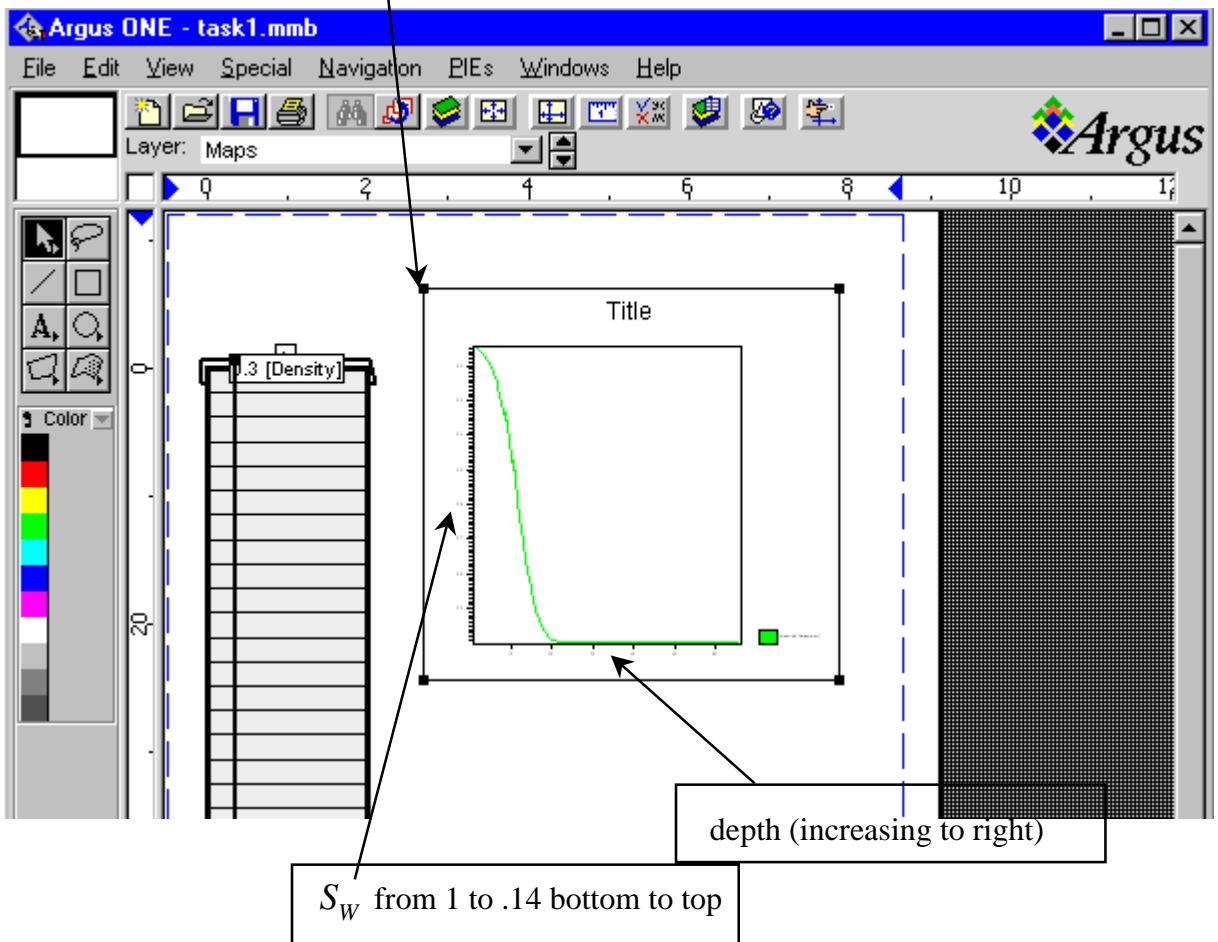 Argus ONE - task1.mmb
File Edit View Special Navigation PIEs Windows Help
Layer: Maps
Argus
0 2 4 6 8 10
Title
0.3 [Density]
0
Color
20
depth (increasing to right)
S_W from 1 to .14 bottom to top